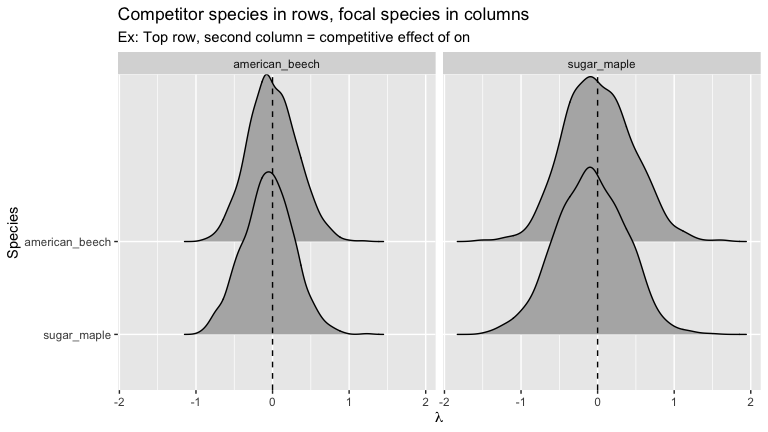 Competitor species in rows, focal species in columns
Ex: Top row, second column = competitive effect of on
american_beech
sugar_maple
Species
american_beech
sugar_maple
-2 -1 0 1 2 -2 -1 0 1 2
λ